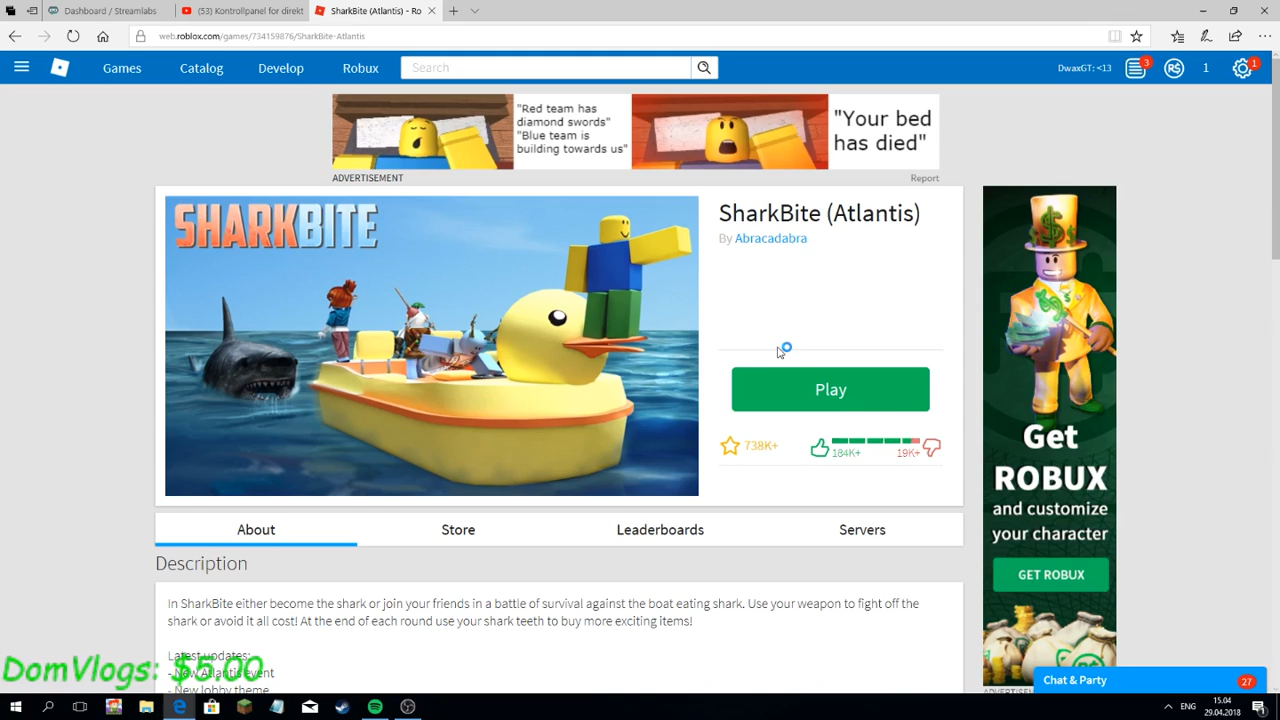 Dashboard / Streamlabs
(53) Kontrollpanel for direkt
SharkBite (Atlantis) - Ro
web.roblox.com/games/734159876/SharkBite-Atlantis
Games
Catalog
Develop
Robux
Search
DwaxGT: <13
3
R$
1
1
"Red team has
diamond swords"
"Blue team is
building towards us"
"Your bed
has died"
ADVERTISEMENT
Report
SHARKBITE
SharkBite (Atlantis)
By Abracadabra
Play
738K+
184K+
19K+
Get
ROBUX
and customize
your character
GET ROBUX
About
Store
Leaderboards
Servers
Description
In SharkBite either become the shark or join your friends in a battle of survival against the boat eating shark. Use your weapon to fight off the
shark or avoid it all cost! At the end of each round use your shark teeth to buy more exciting items!
Latest updates:
- New Atlantis event
- New lobby theme
DomVlogs: $5.00
Chat & Party
27
ENG
15.04
29.04.2018
1